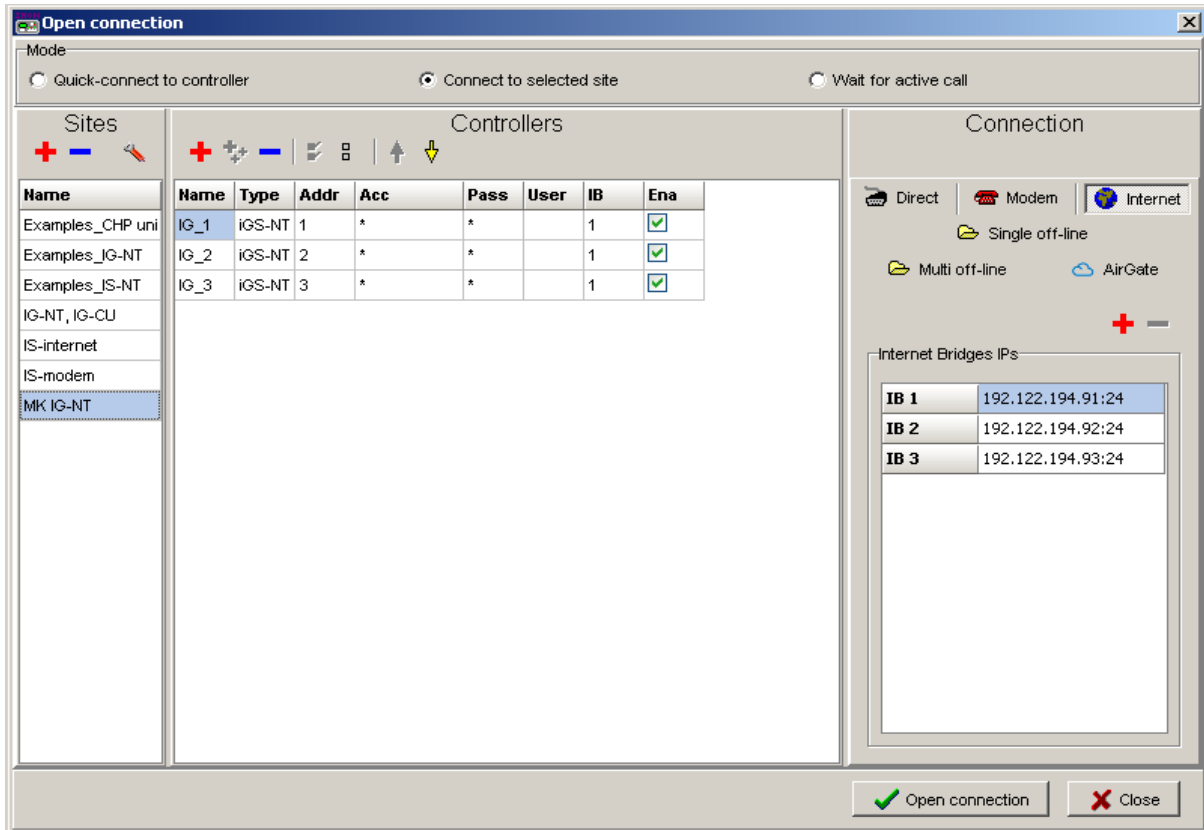 Open connection
Mode
Quick-connect to controller
Connect to selected site
Wait for active call
Sites
Name
Examples_CHP uni
Examples_IG-NT
Examples_IS-NT
IG-NT, IG-CU
IS-internet
IS-modem
MK IG-NT
Controllers
Name Type Addr Acc Pass User IB Ena
IG_1 iGS-NT 1 * * 1
IG_2 iGS-NT 2 * * 1
IG_3 iGS-NT 3 * * 1
Connection
Direct Modem Internet
Single off-line
Multi off-line AirGate
Internet Bridges IPs
IB 1 192.122.194.91:24
IB 2 192.122.194.92:24
IB 3 192.122.194.93:24
Open connection Close